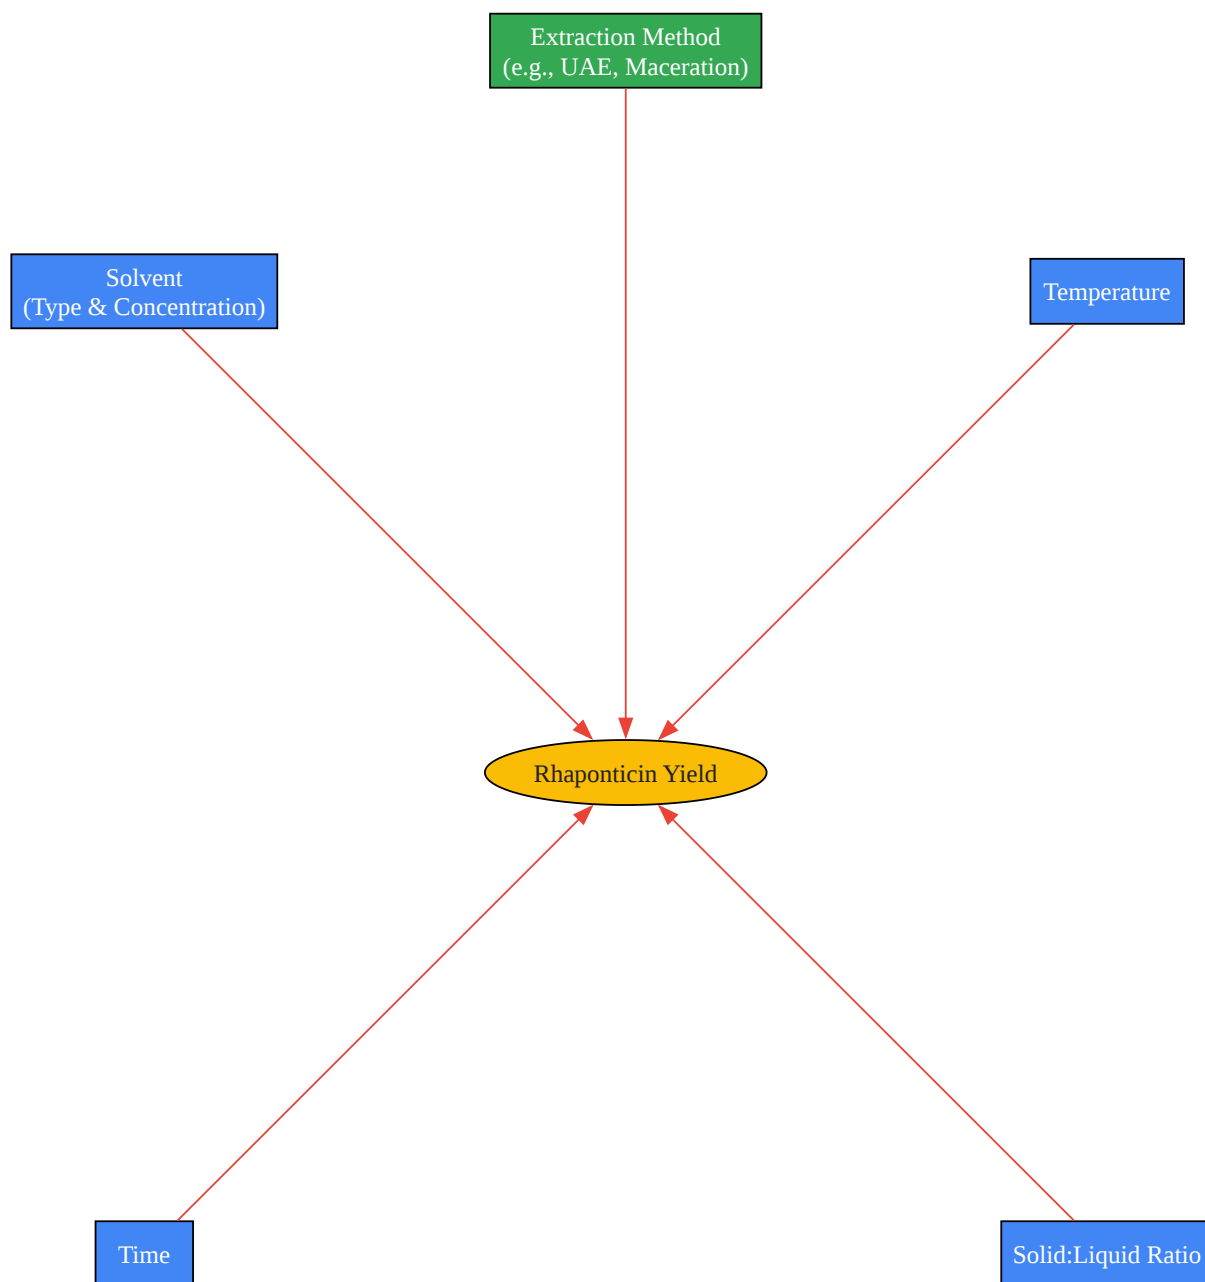 Extraction Method
(e.g., UAE, Maceration)
Solvent
(Type & Concentration)
Temperature
Rhaponticin Yield
Time
Solid:Liquid Ratio